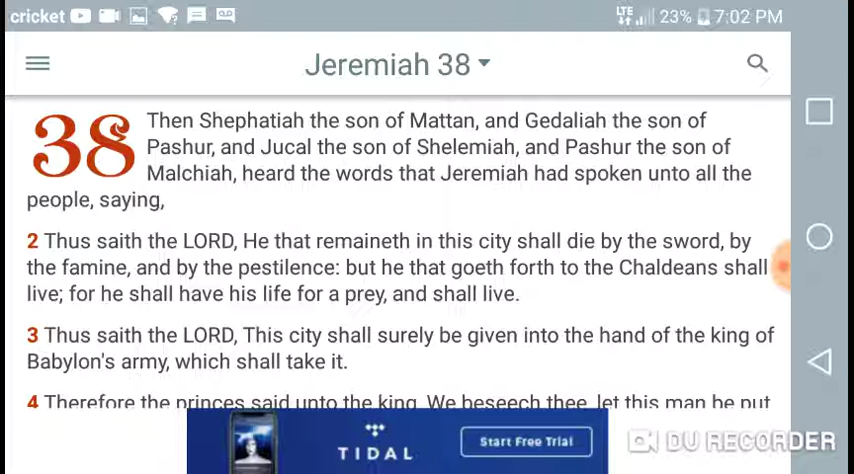 cricket LTE 23% 7:02 PM
Jeremiah 38
38 Then Shephatiah the son of Mattan, and Gedaliah the son of
Pashur, and Jucal the son of Shelemiah, and Pashur the son of
Malchiah, heard the words that Jeremiah had spoken unto all the
people, saying,
2 Thus saith the LORD, He that remaineth in this city shall die by the sword, by
the famine, and by the pestilence: but he that goeth forth to the Chaldeans shall
live; for he shall have his life for a prey, and shall live.
3 Thus saith the LORD, This city shall surely be given into the hand of the king of
Babylon's army, which shall take it.
4 Therefore the princes said unto the king, We beseech thee, let this man be put
TIDAL
Start Free Trial
DU RECORDER